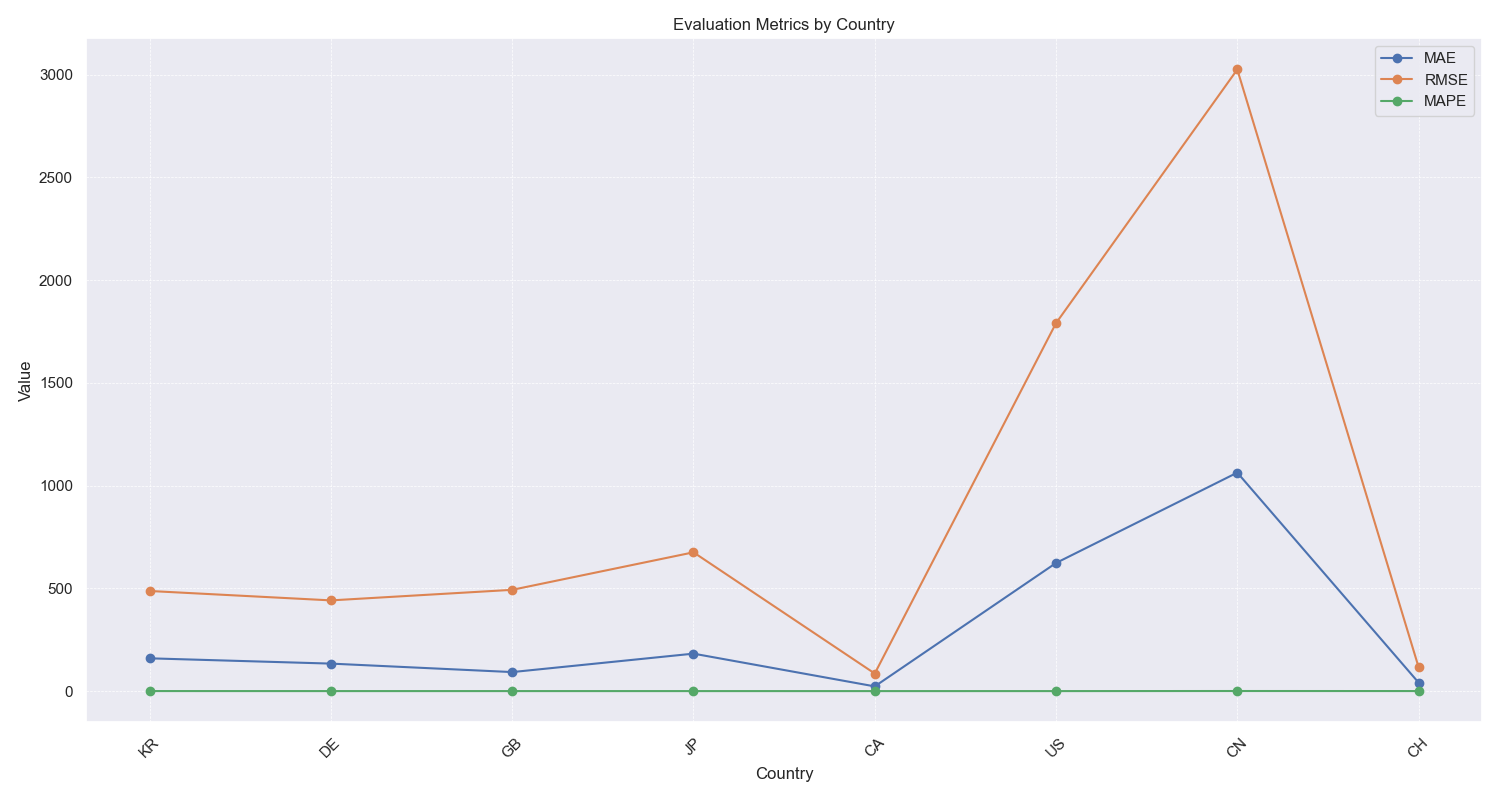 Evaluation Metrics by Country
MAE
RMSE
MAPE
Value
3000
2500
2000
1500
1000
500
0
KR
DE
GB
JP
CA
US
CN
CH
Country